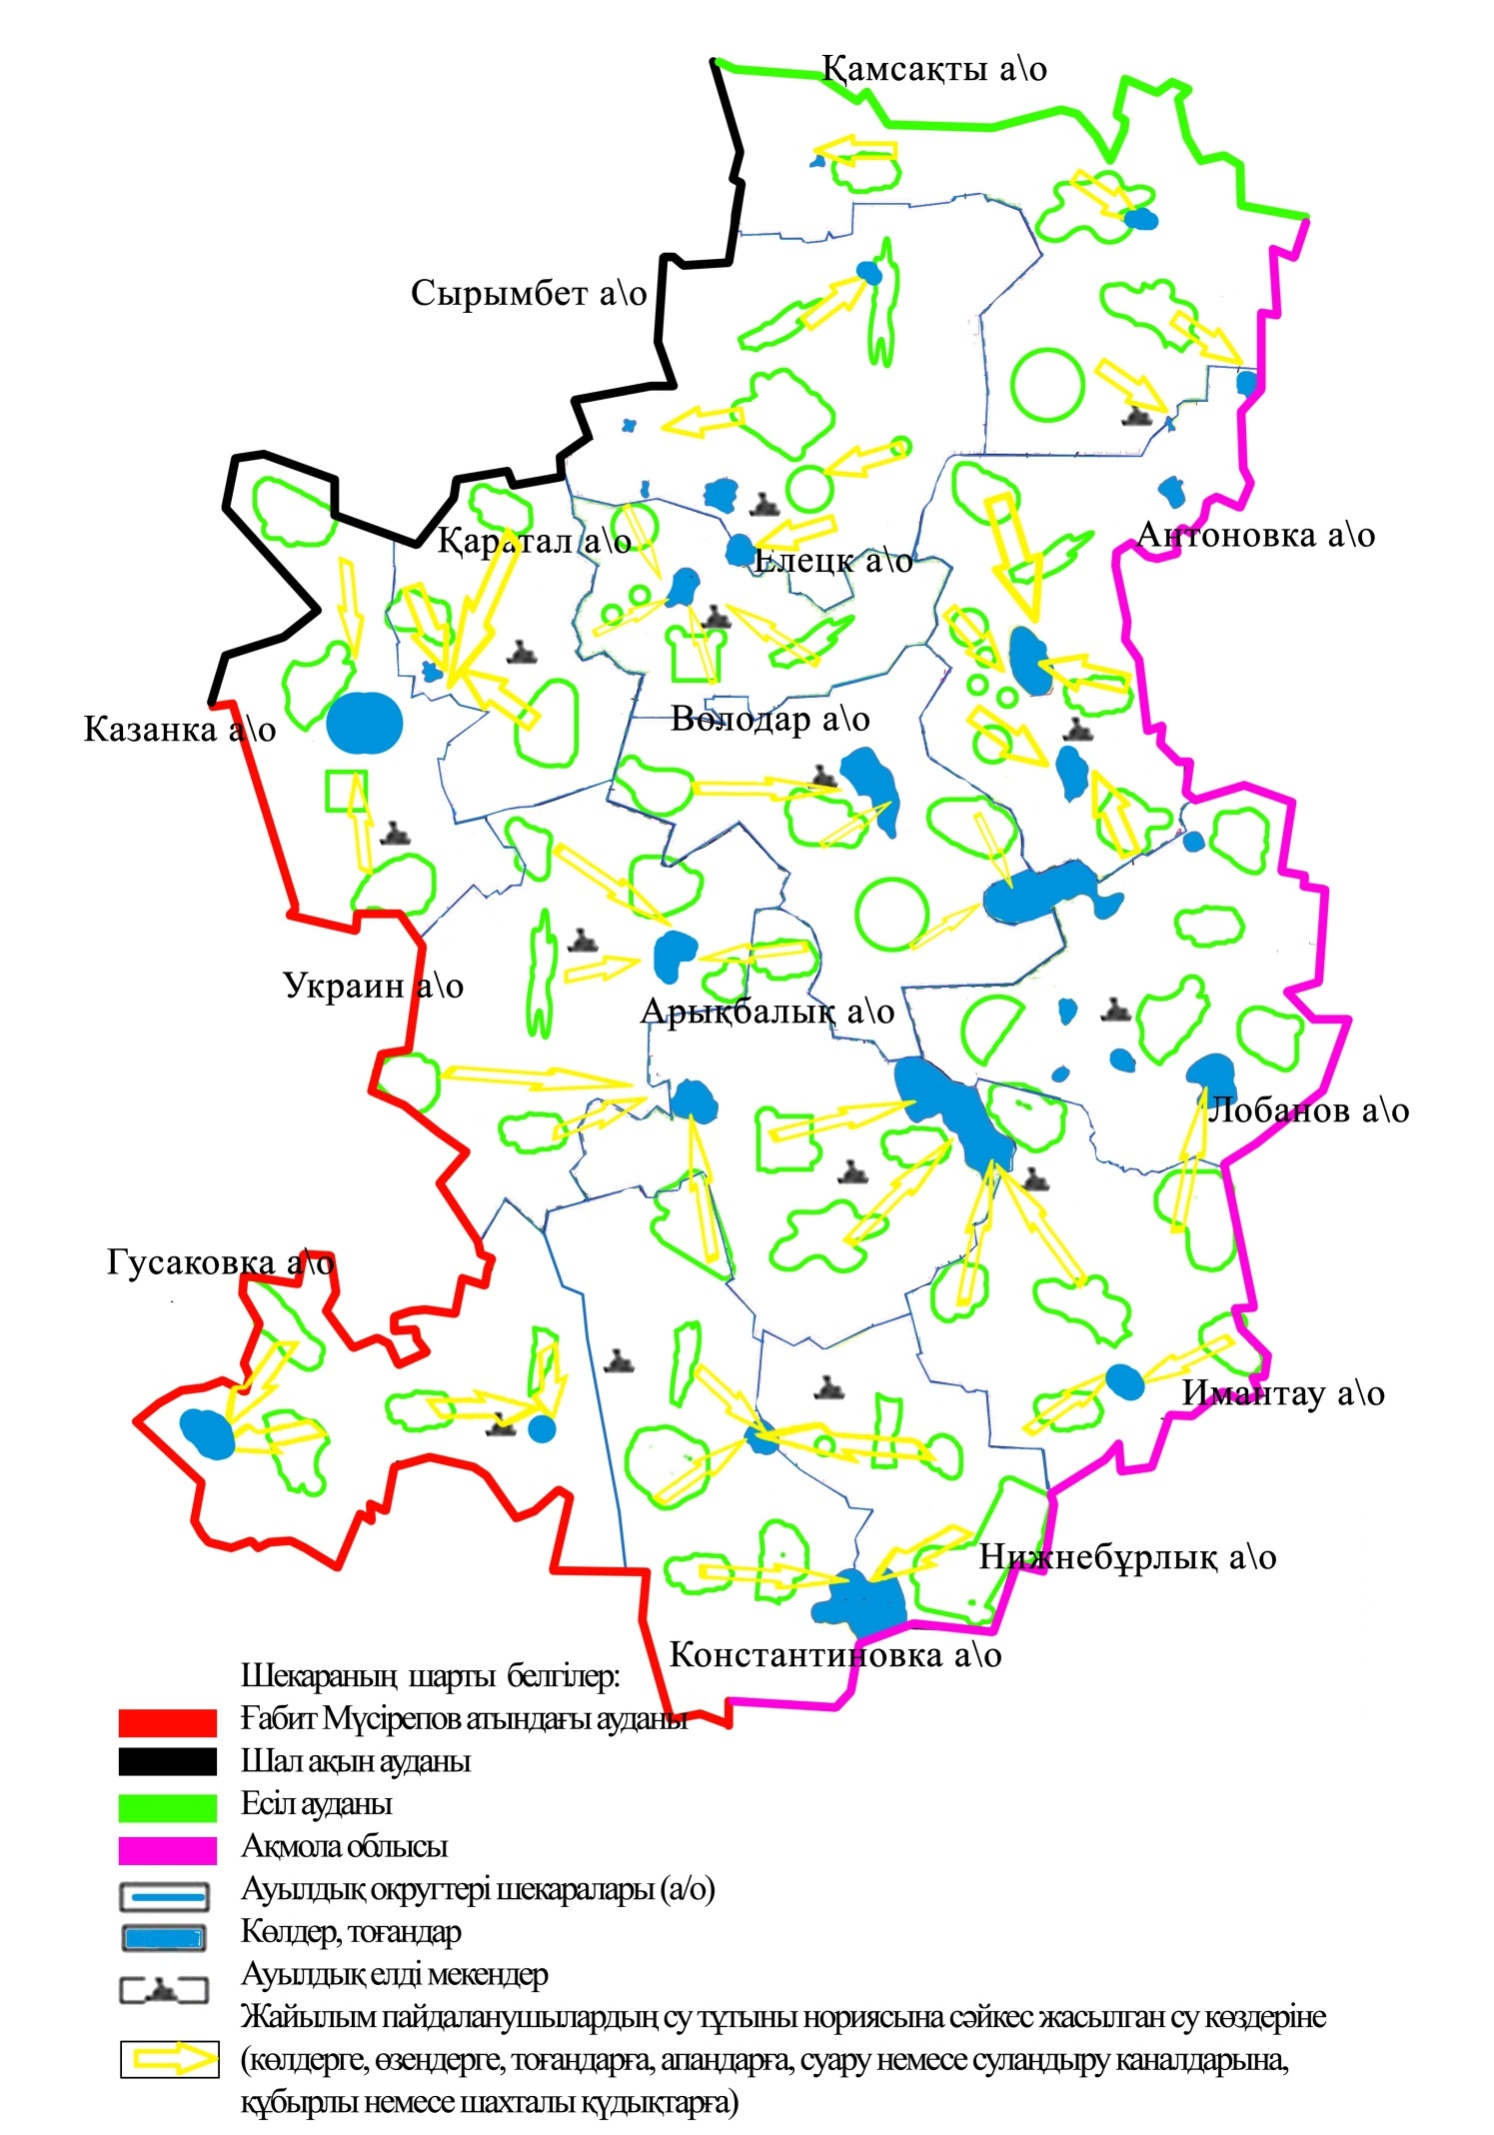 Қамсақты а\о
Сырымбет а\о
Антоновка а\о
Қаратал а\о
Елецк а\о
Володар а\о
Казанка а\о
Украин а\о
Арықбалық а\о
Лобанов а\о
Гусаковка а\о
Имантау а\о
Нижнебұрлық а\о
Константиновка а\о
Шекараның шарты белгілер:
Ғабит Мүсірепов атындағы ауданы
Шал ақын ауданы
Есіл ауданы
Ақмола облысы
Ауылдық округтері шекаралары (а/о)
Көлдер, тоғандар
Ауылдық елді мекендер
Жайылым пайдаланушылардың су тұтыны нориясына сәйкес жасылган су көздеріне
(көлдерге, өзендерге, тоғандарға, апандарға, суару немесе суландыру каналдарына,
құбырлы немесе шахталы құдықтарға)